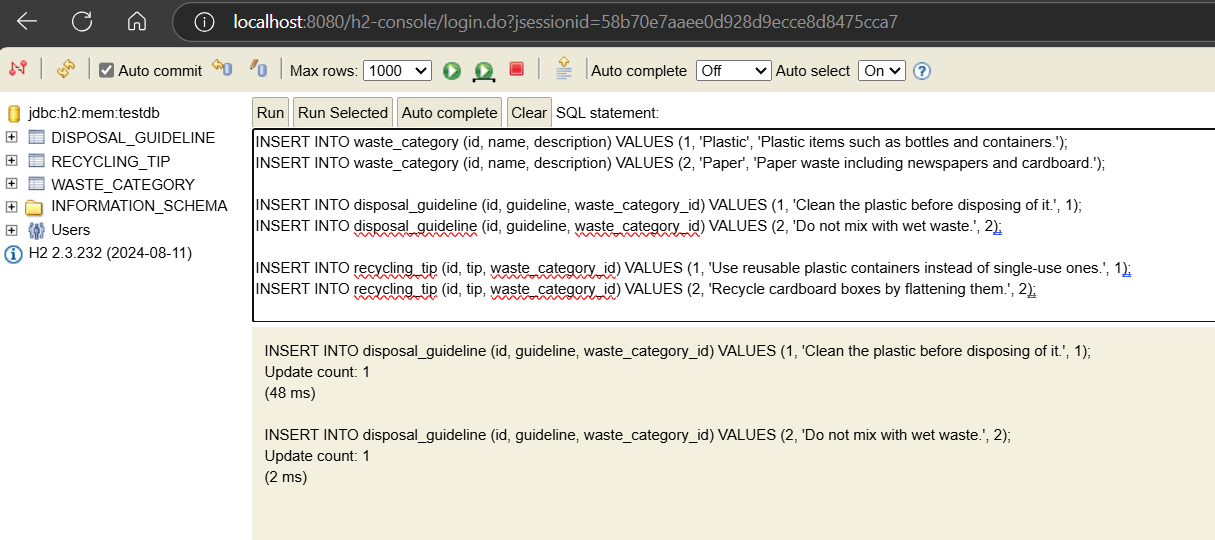 localhost:8080/h2-console/login.do?jsessionid=58b70e7aaee0d928d9ecce8d8475cca7
Auto commit Max rows: 1000 Auto complete Off Auto select On
jdbc:h2:mem:testdb
DISPOSAL_GUIDELINE
RECYCLING_TIP
WASTE_CATEGORY
INFORMATION_SCHEMA
Users
H2 2.3.232 (2024-08-11)
Run Run Selected Auto complete Clear SQL statement:
INSERT INTO waste_category (id, name, description) VALUES (1, 'Plastic', 'Plastic items such as bottles and containers.');
INSERT INTO waste_category (id, name, description) VALUES (2, 'Paper', 'Paper waste including newspapers and cardboard.');
INSERT INTO disposal_guideline (id, guideline, waste_category_id) VALUES (1, 'Clean the plastic before disposing of it.', 1);
INSERT INTO disposal_guideline (id, guideline, waste_category_id) VALUES (2, 'Do not mix with wet waste.', 2);
INSERT INTO recycling_tip (id, tip, waste_category_id) VALUES (1, 'Use reusable plastic containers instead of single-use ones.', 1);
INSERT INTO recycling_tip (id, tip, waste_category_id) VALUES (2, 'Recycle cardboard boxes by flattening them.', 2);
INSERT INTO disposal_guideline (id, guideline, waste_category_id) VALUES (1, 'Clean the plastic before disposing of it.', 1);
Update count: 1
(48 ms)
INSERT INTO disposal_guideline (id, guideline, waste_category_id) VALUES (2, 'Do not mix with wet waste.', 2);
Update count: 1
(2 ms)